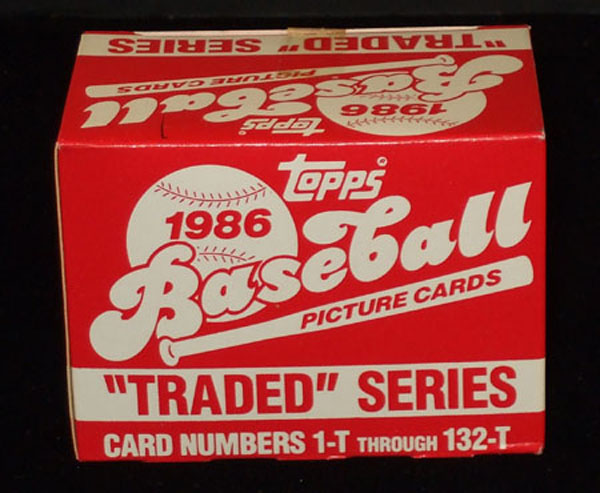 "TRADED" SERIES
PICTURE CARDS
Baseball
1986
topps
topps®
1986
Baseball
PICTURE CARDS
"TRADED" SERIES
CARD NUMBERS 1-T THROUGH 132-T